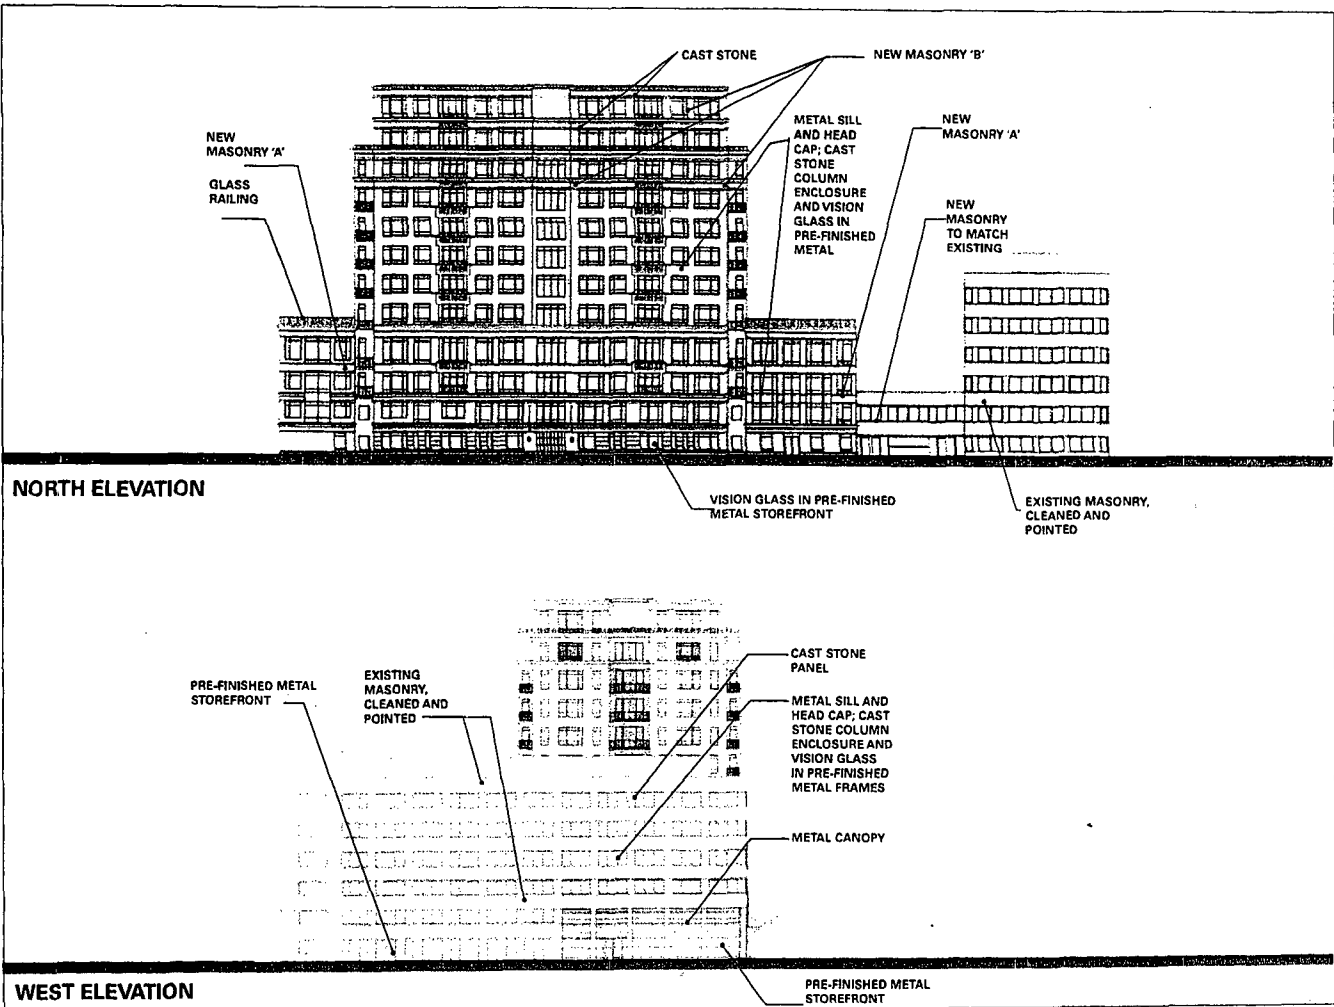 CAST STONE
NEW MASONRY 'B'
NEW
MASONRY 'A'
GLASS
RAILING
METAL SILL
AND HEAD
CAP; CAST
STONE
COLUMN
ENCLOSURE
AND VISION
GLASS IN
PRE-FINISHED
METAL
NEW
MASONRY 'A'
NEW
MASONRY
TO MATCH
EXISTING
NORTH ELEVATION
VISION GLASS IN PRE-FINISHED
METAL STOREFRONT
EXISTING MASONRY,
CLEANED AND
POINTED
PRE-FINISHED METAL
STOREFRONT
EXISTING
MASONRY,
CLEANED AND
POINTED
CAST STONE
PANEL
METAL SILL AND
HEAD CAP; CAST
STONE COLUMN
ENCLOSURE AND
VISION GLASS
IN PRE-FINISHED
METAL FRAMES
METAL CANOPY
WEST ELEVATION
PRE-FINISHED METAL
STOREFRONT